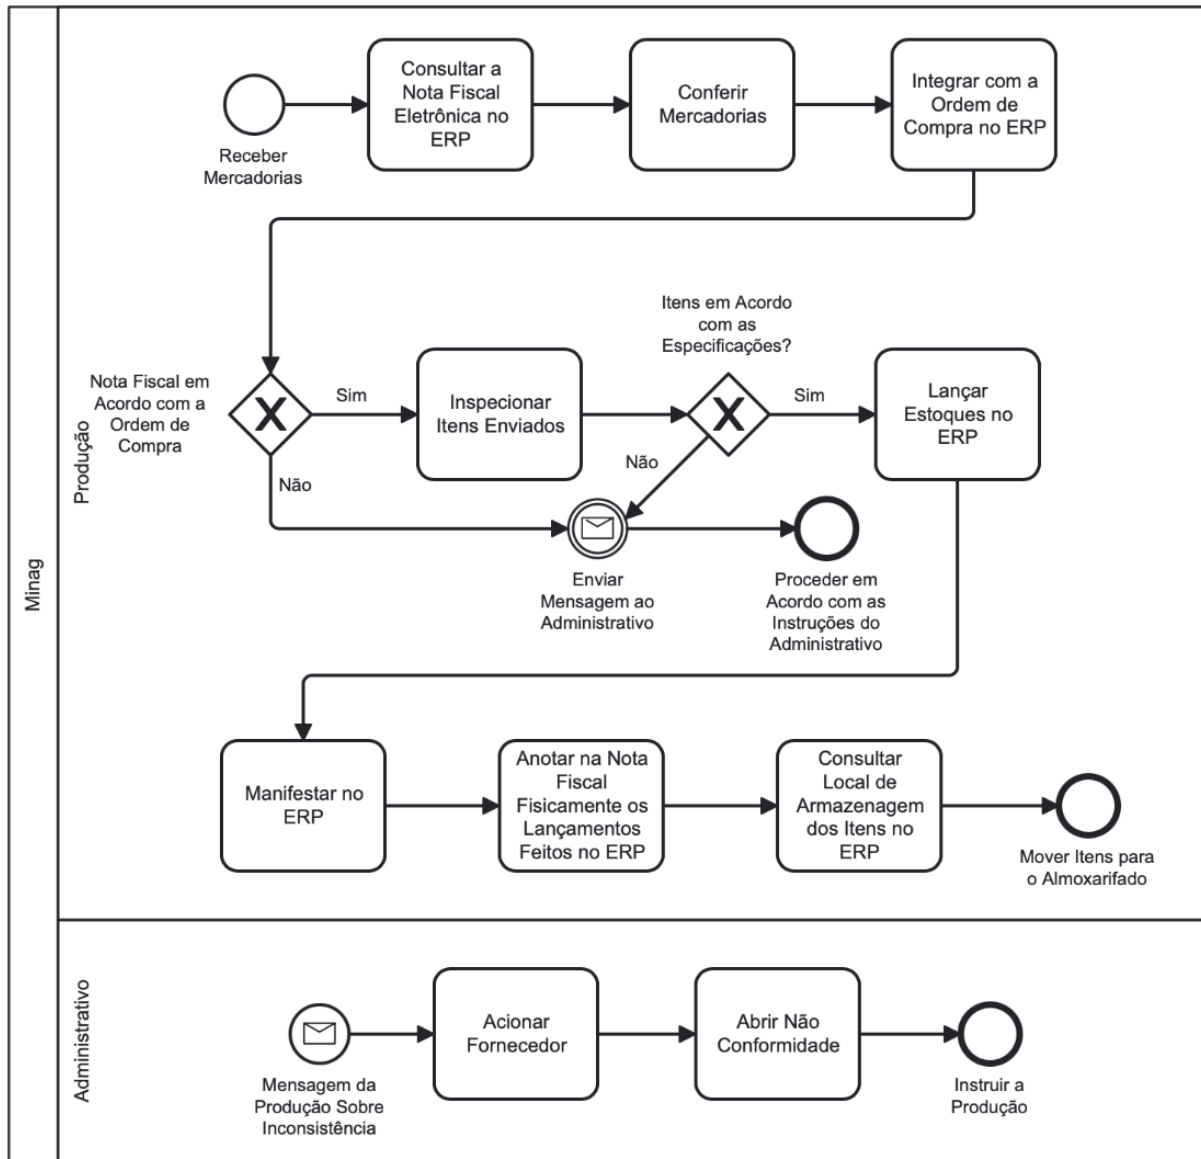 Minag
Produção
Receber
Mercadorias
Consultar a
Nota Fiscal
Eletrônica no
ERP
Conferir
Mercadorias
Integrar com a
Ordem de
Compra no ERP
Nota Fiscal em
Acordo com a
Ordem de
Compra
X
Sim
Não
Inspecionar
Itens Enviados
Itens em Acordo
com as
Especificações?
X
Sim
Não
Lançar
Estoques no
ERP
Enviar
Mensagem ao
Administrativo
Proceder em
Acordo com as
Instruções do
Administrativo
Manifestar no
ERP
Anotar na Nota
Fiscal
Fisicamente os
Lançamentos
Feitos no ERP
Consultar
Local de
Armazenagem
dos Itens no
ERP
Mover Itens para
o Almoxarifado
Administrativo
Mensagem da
Produção Sobre
Inconsistência
Acionar
Fornecedor
Abrir Não
Conformidade
Instruir a
Produção